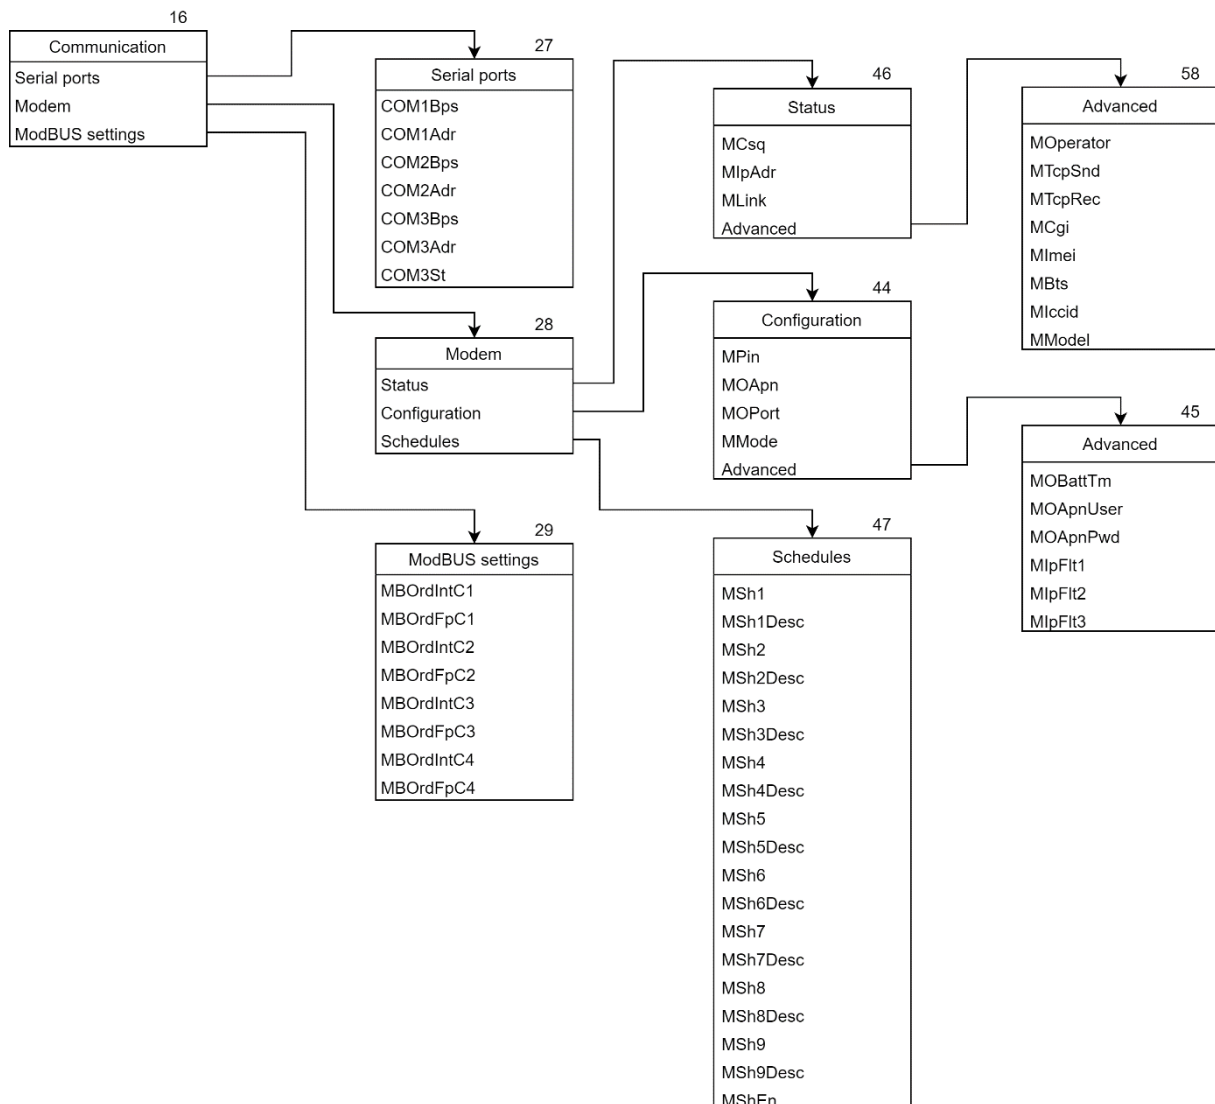 16
Communication
Serial ports
Modem
ModBUS settings
27
Serial ports
COM1Bps
COM1Adr
COM2Bps
COM2Adr
COM3Bps
COM3Adr
COM3St
28
Modem
Status
Configuration
Schedules
29
ModBUS settings
MBOrdIntC1
MBOrdFpC1
MBOrdIntC2
MBOrdFpC2
MBOrdIntC3
MBOrdFpC3
MBOrdIntC4
MBOrdFpC4
46
Status
MCsq
MIpAdr
MLink
Advanced
44
Configuration
MPin
MOApn
MOPort
MMode
Advanced
47
Schedules
MSh1
MSh1Desc
MSh2
MSh2Desc
MSh3
MSh3Desc
MSh4
MSh4Desc
MSh5
MSh5Desc
MSh6
MSh6Desc
MSh7
MSh7Desc
MSh8
MSh8Desc
MSh9
MSh9Desc
MShEn
58
Advanced
MOperator
MTcpSnd
MTcpRec
MCgi
MImei
MBts
MIccid
MModel
45
Advanced
MOBattTm
MOApnUser
MOApnPwd
MIpFlt1
MIpFlt2
MIpFlt3